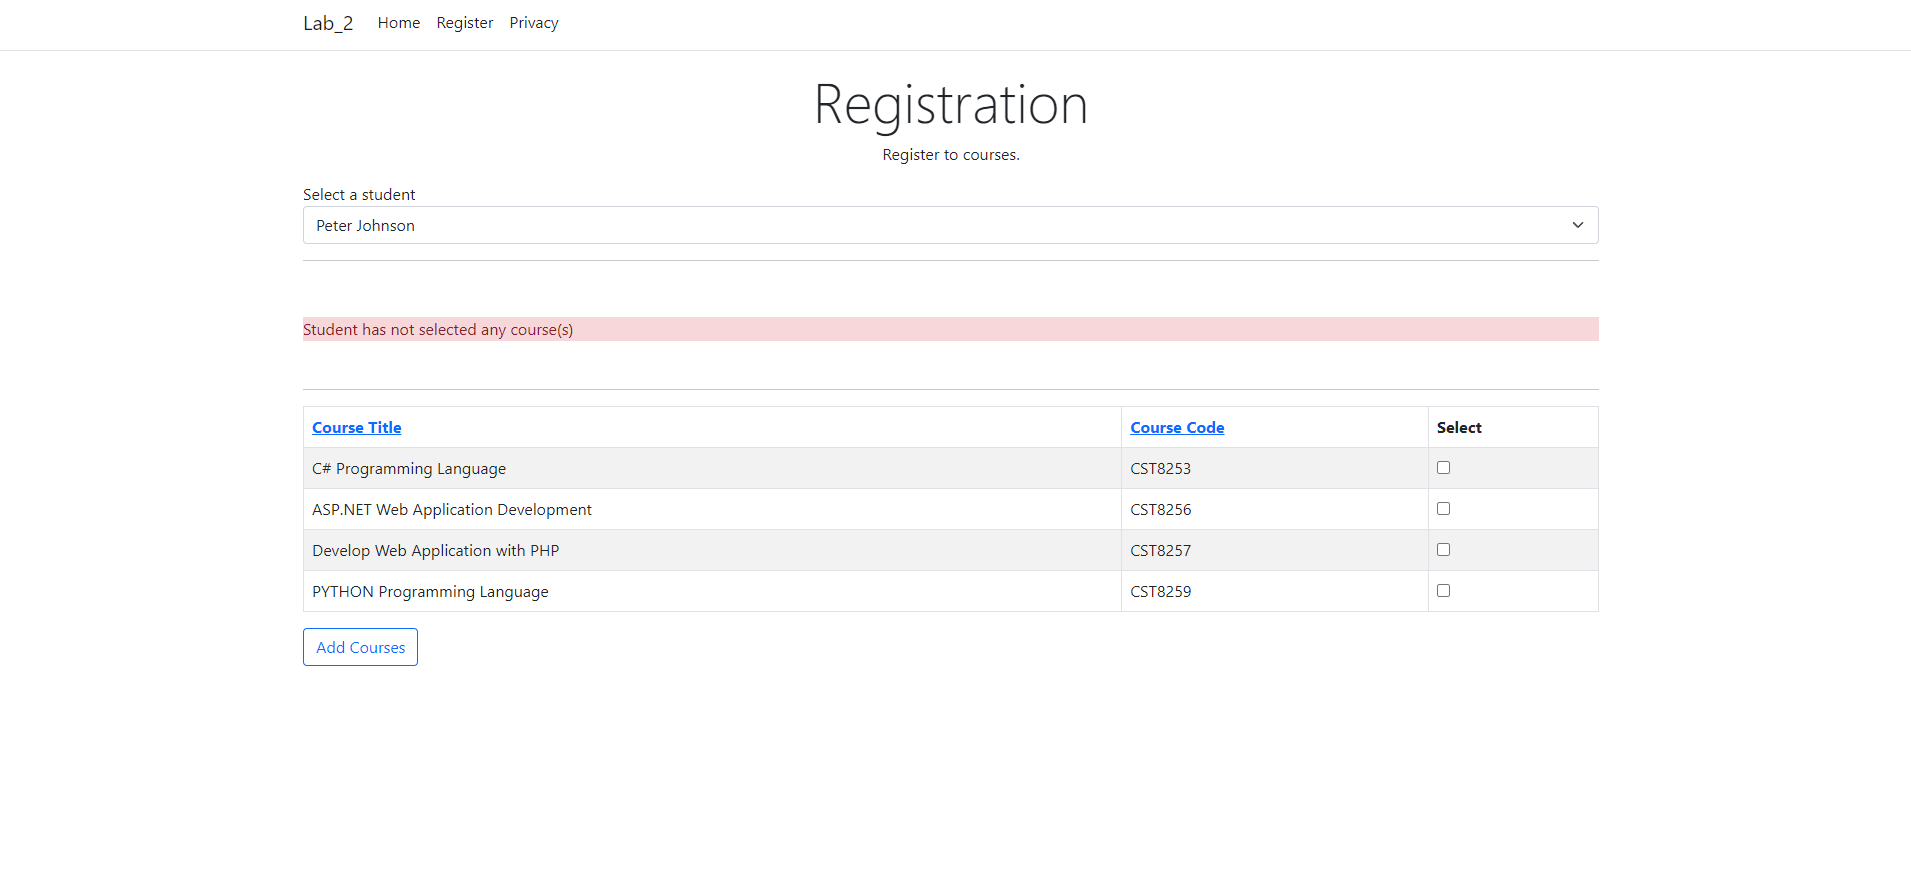 Lab_2 Home Register Privacy
Registration
Register to courses.
Select a student
Peter Johnson
Student has not selected any course(s)
Course Title Course Code Select
C# Programming Language CST8253
ASP.NET Web Application Development CST8256
Develop Web Application with PHP CST8257
PYTHON Programming Language CST8259
Add Courses